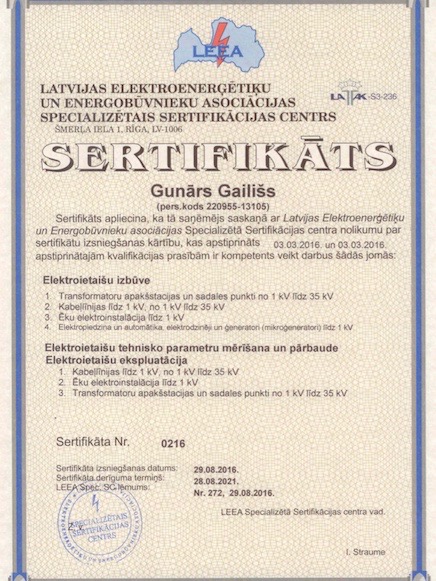 LEEA
LATVIJAS ELEKTROENERĢĒTIĶU
UN ENERGOBŪVNIEKU ASOCIĀCIJAS
SPECIALIZĒTAIS SERTIFIKĀCIJAS CENTRS
ŠMERĻA IELA 1, RĪGA, LV-1006
LATAK-S3-236
SERTIFIKĀTS
Gunārs Gailišs
(pers.kods 220955-13105)
Sertifikāts apliecina, ka tā saņēmējs saskaņā ar Latvijas Elektroenerģētiķu
un Energobūvnieku asociācijas Specializētā Sertifikācijas centra nolikumu par
sertifikātu izsniegšanas kārtību, kas apstiprināts 03.03.2016. un 03.03.2016.
apstiprinātajām kvalifikācijas prasībām ir kompetents veikt darbus šādās jomās:
Elektroietaišu izbūve
1. Transformatoru apakšstacijas un sadales punkti no 1 kV līdz 35 kV
2. Kabeļlīnijas līdz 1 kV, no 1 kV līdz 35 kV
3. Ēku elektroinstalācija līdz 1 kV
4. Elektropiedziņa un automātika, elektrodzinēji un ģeneratori (mikroģeneratori) līdz 1 kV
Elektroietaišu tehnisko parametru mērīšana un pārbaude
Elektroietaišu ekspluatācija
1. Kabeļlīnijas līdz 1 kV, no 1 kV līdz 35 kV
2. Ēku elektroinstalācija līdz 1 kV
3. Transformatoru apakšstacijas un sadales punkti no 1 kV līdz 35 kV
Sertifikāta Nr. 0216
Sertifikāta izsniegšanas datums: 29.08.2016.
Sertifikāta derīguma termiņš: 28.08.2021.
LEEA Spec. SC lēmums: Nr. 272, 29.08.2016.
LEEA Specializētā Sertifikācijas centra vad.
SPECIALIZĒTAIS
SERTIFIKĀCIJAS
CENTRS
Z.v.
I. Straume